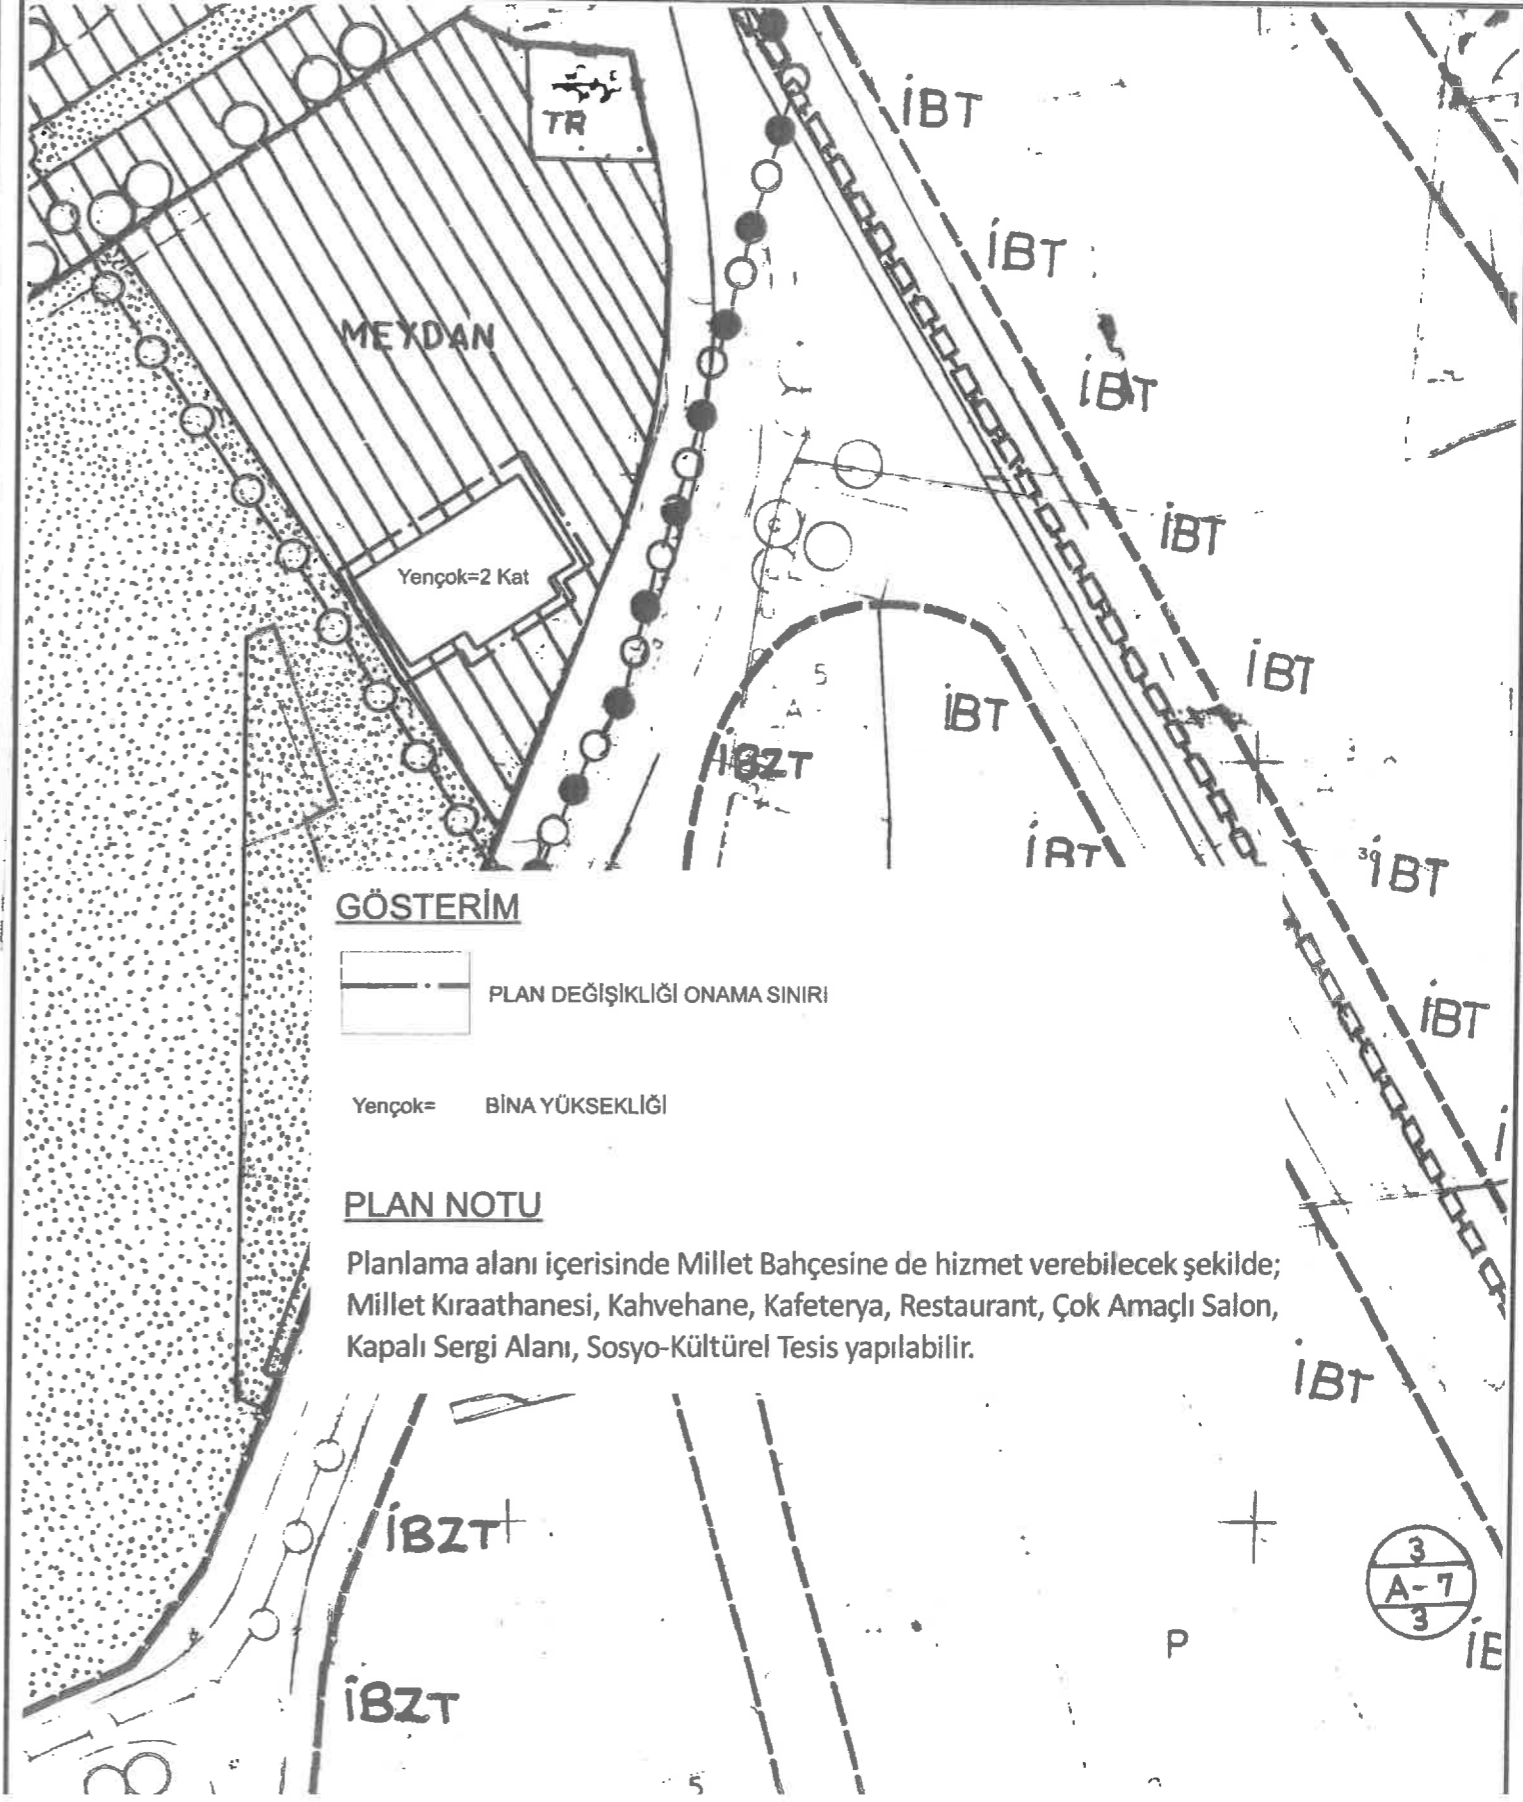 İBT
TR
İBT
MEYDAN
İBT
İBT
Yençok=2 Kat
İBT
5
A
İBT
İBZT
İBT
39
İBT
GÖSTERİM
PLAN DEĞİŞİKLİĞİ ONAMA SINIRI
İBT
Yençok= BİNA YÜKSEKLİĞİ
PLAN NOTU
Planlama alanı içerisinde Millet Bahçesine de hizmet verebilecek şekilde;
Millet Kıraathanesi, Kahvehane, Kafeterya, Restaurant, Çok Amaçlı Salon,
Kapalı Sergi Alanı, Sosyo-Kültürel Tesis yapılabilir.
İBT
İBZT
3
A-7
3
P
İB
İBZT
5